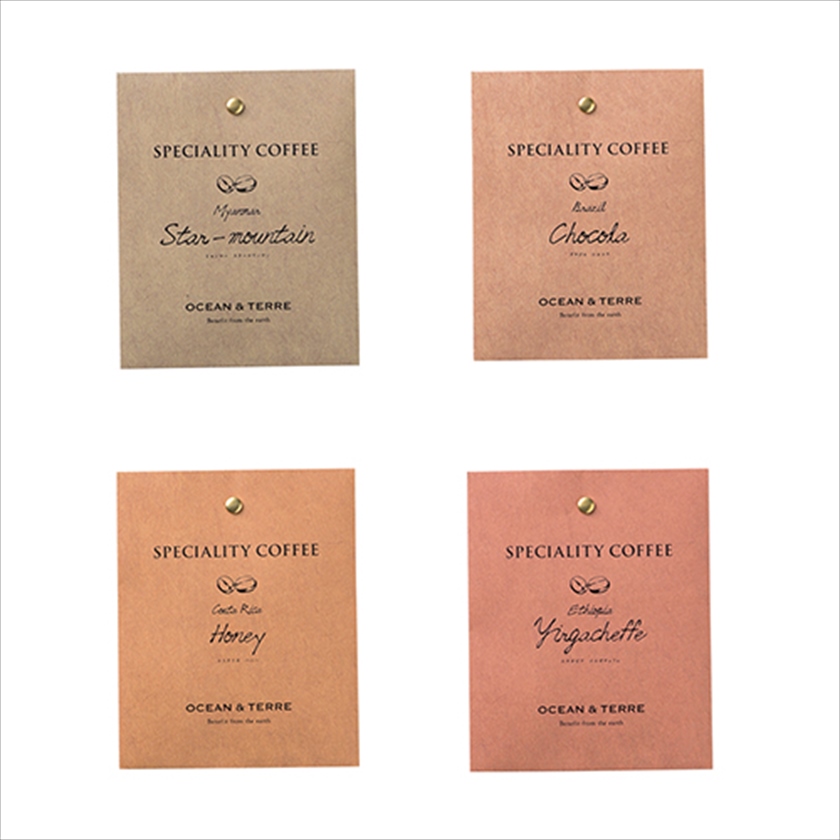 SPECIALITY COFFEE
Myanmar
Star-mountain
OCEAN & TERRE
Benefit from the earth
SPECIALITY COFFEE
Brazil
Chocola
OCEAN & TERRE
Benefit from the earth
SPECIALITY COFFEE
Costa Rica
Honey
OCEAN & TERRE
Benefit from the earth
SPECIALITY COFFEE
Ethiopia
Yirgacheffe
OCEAN & TERRE
Benefit from the earth